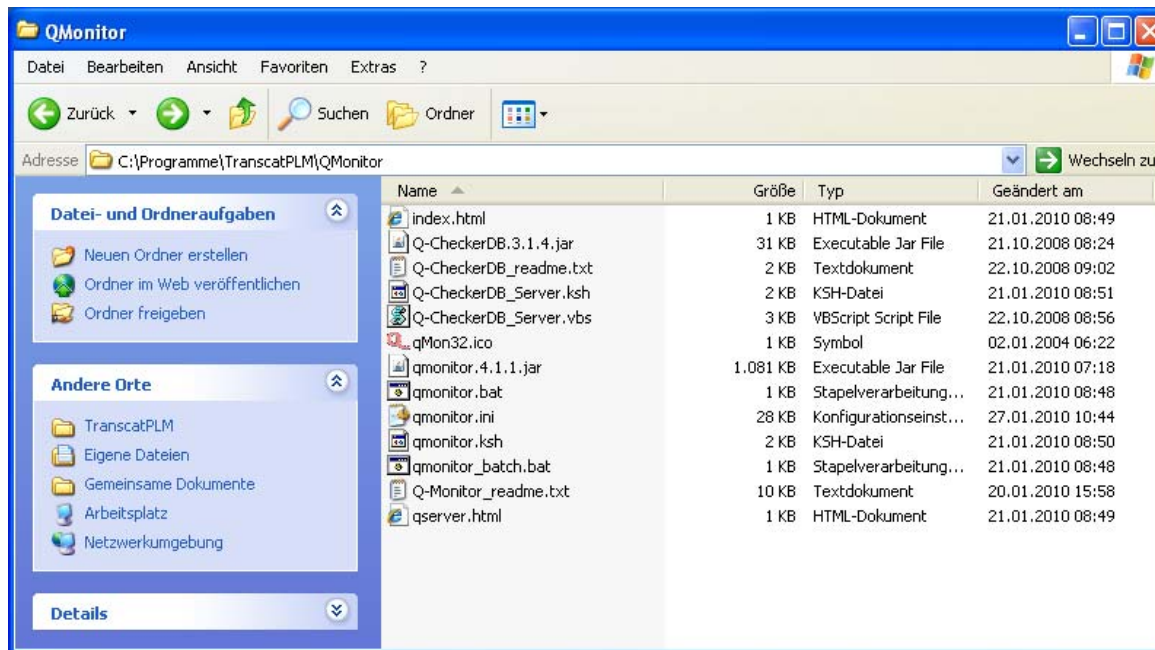 QMonitor
Datei Bearbeiten Ansicht Favoriten Extras ?
Zurück Suchen Ordner
Adresse C:\Programme\TranscatPLM\QMonitor Wechseln zu
Datei- und Ordneraufgaben
Neuen Ordner erstellen
Ordner im Web veröffentlichen
Ordner freigeben
Andere Orte
TranscatPLM
Eigene Dateien
Gemeinsame Dokumente
Arbeitsplatz
Netzwerkumgebung
Details
Name Größe Typ Geändert am
index.html 1 KB HTML-Dokument 21.01.2010 08:49
Q-CheckerDB.3.1.4.jar 31 KB Executable Jar File 21.10.2008 08:24
Q-CheckerDB_readme.txt 2 KB Textdokument 22.10.2008 09:02
Q-CheckerDB_Server.ksh 2 KB KSH-Datei 21.01.2010 08:51
Q-CheckerDB_Server.vbs 3 KB VBScript Script File 22.10.2008 08:56
qMon32.ico 1 KB Symbol 02.01.2004 06:22
qmonitor.4.1.1.jar 1.081 KB Executable Jar File 21.01.2010 07:18
qmonitor.bat 1 KB Stapelverarbeitung... 21.01.2010 08:48
qmonitor.ini 28 KB Konfigurationseinst... 27.01.2010 10:44
qmonitor.ksh 2 KB KSH-Datei 21.01.2010 08:50
qmonitor_batch.bat 1 KB Stapelverarbeitung... 21.01.2010 08:48
Q-Monitor_readme.txt 10 KB Textdokument 20.01.2010 15:58
qserver.html 1 KB HTML-Dokument 21.01.2010 08:49